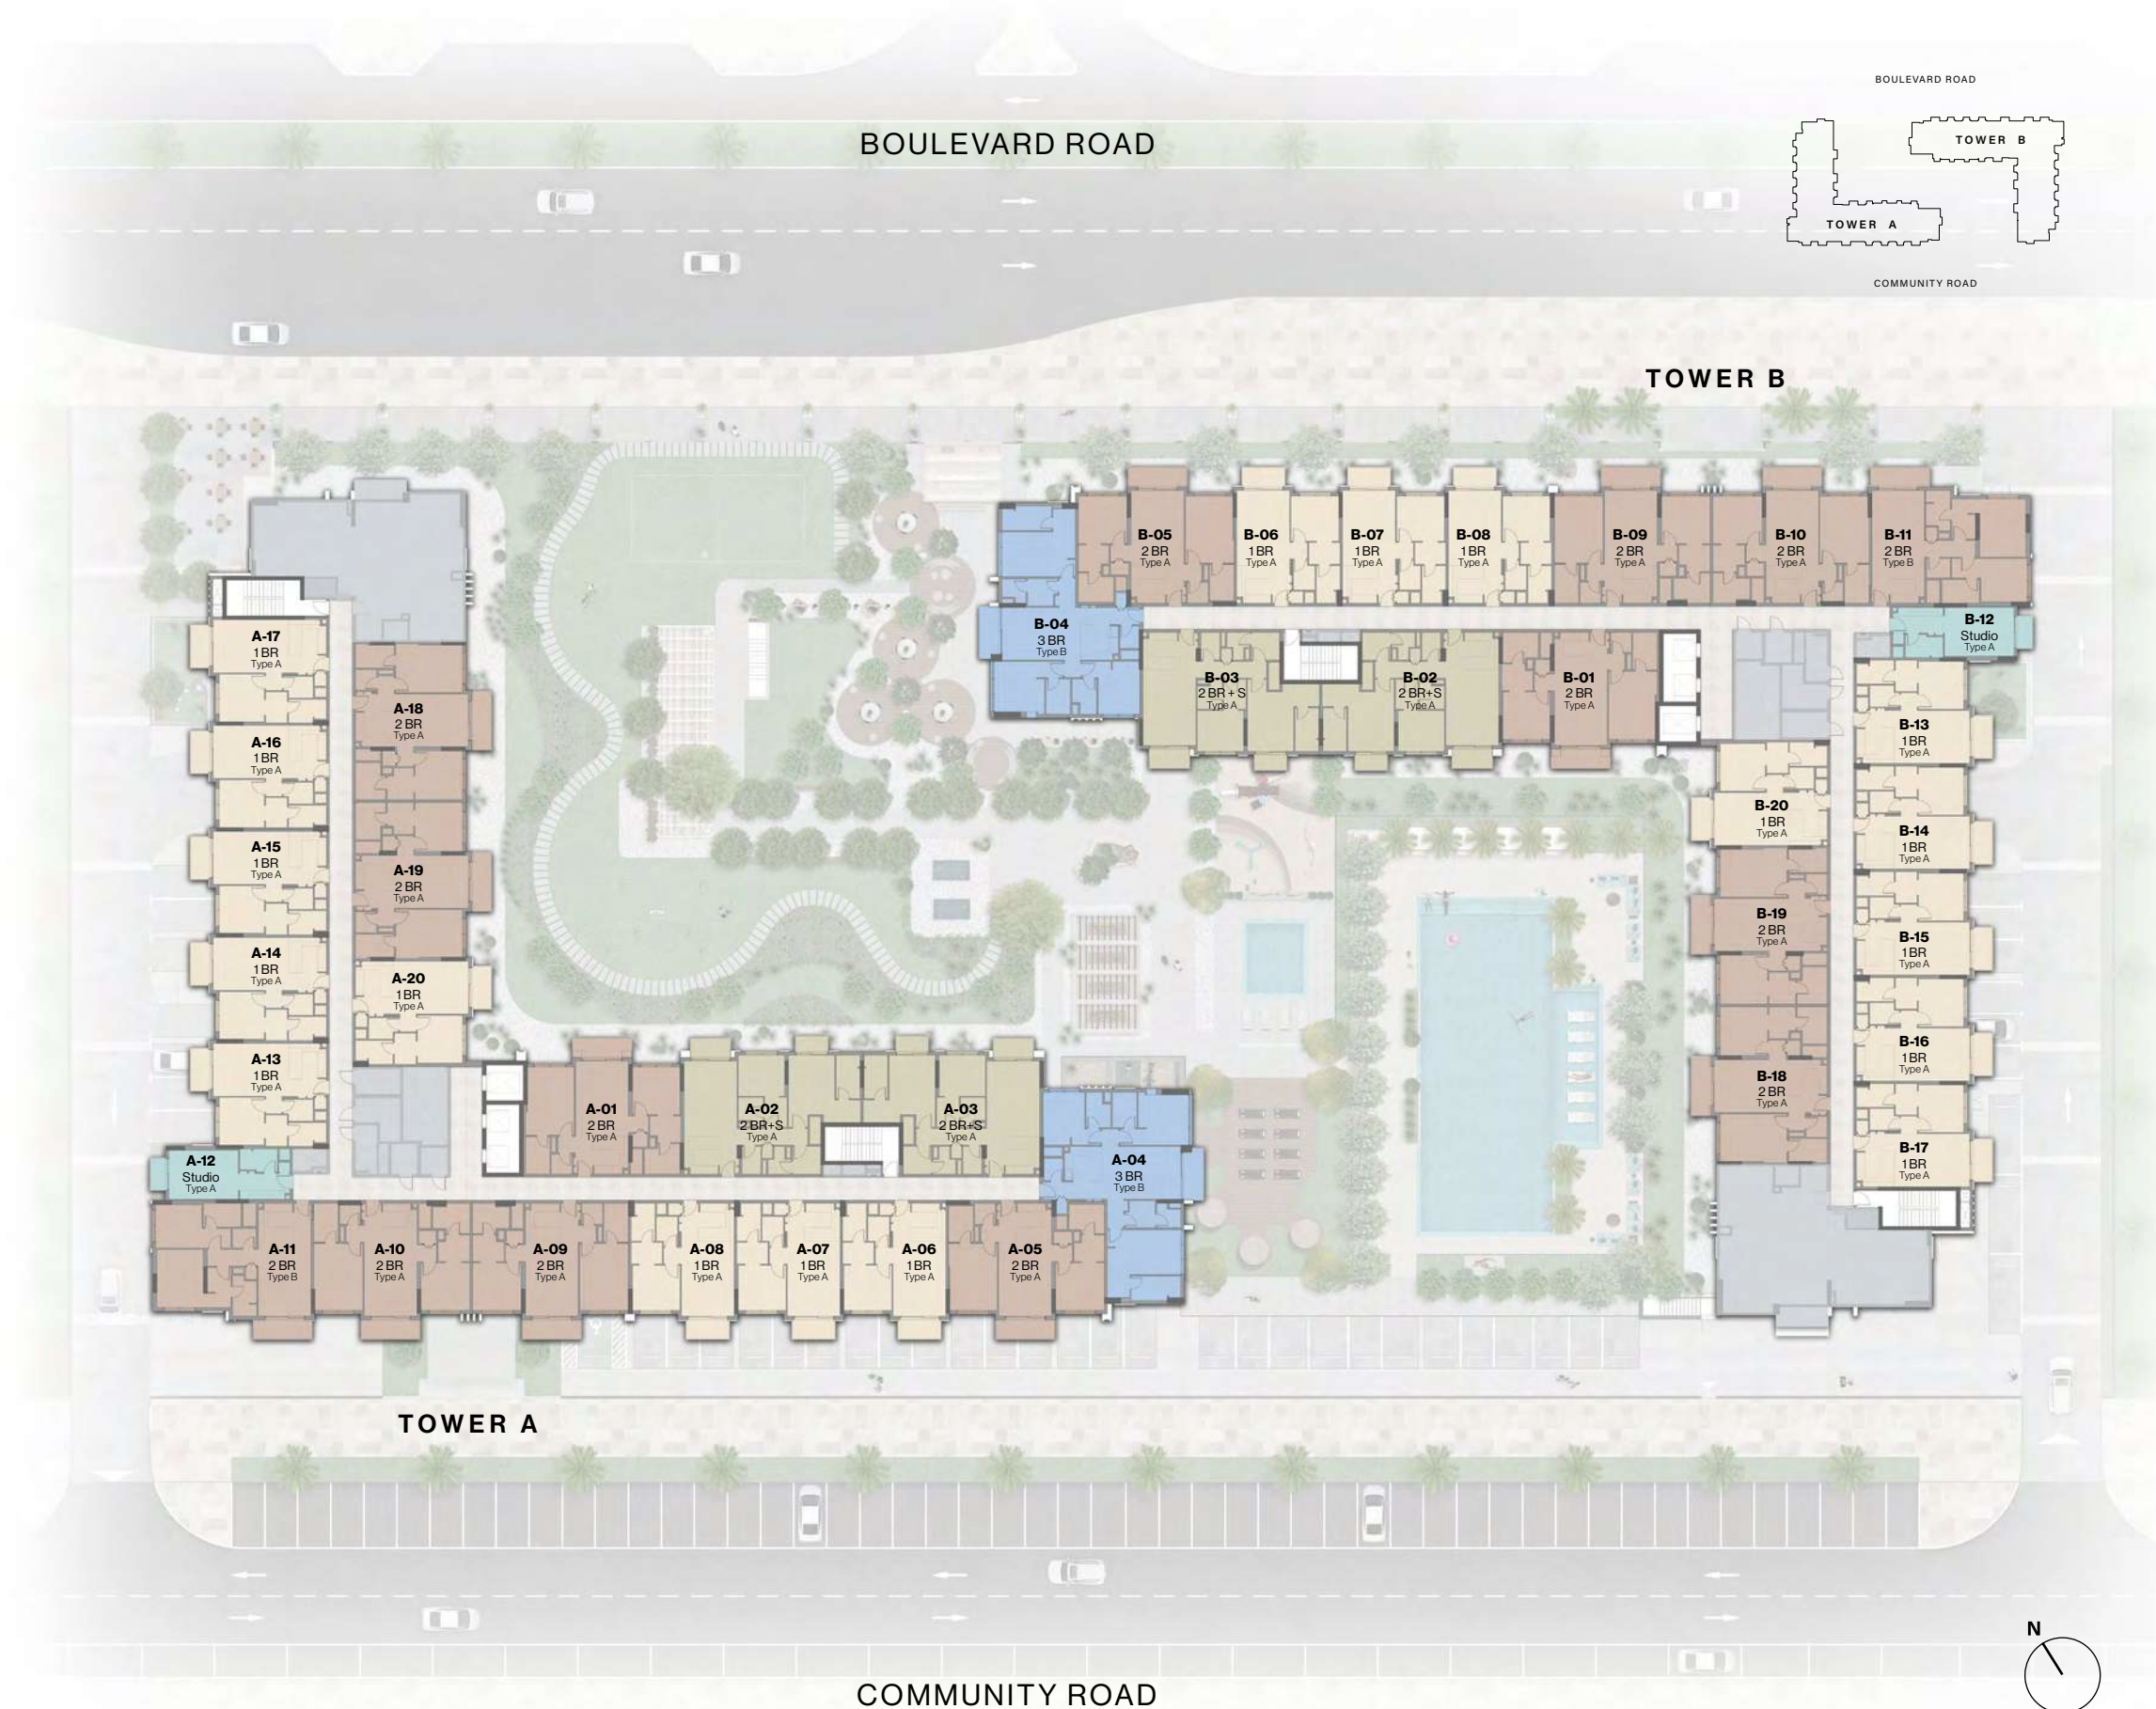 BOULEVARD ROAD
TOWER B
TOWER A
COMMUNITY ROAD
BOULEVARD ROAD
TOWER B
B-05
2 BR
Type A
B-06
1 BR
Type A
B-07
1 BR
Type A
B-08
1 BR
Type A
B-09
2 BR
Type A
B-10
2 BR
Type A
B-11
2 BR
Type B
B-04
3 BR
Type B
B-12
Studio
Type A
B-03
2 BR + S
Type A
B-02
2 BR+S
Type A
B-01
2 BR
Type A
B-13
1 BR
Type A
B-20
1 BR
Type A
B-14
1 BR
Type A
B-19
2 BR
Type A
B-15
1 BR
Type A
B-16
1 BR
Type A
B-18
2 BR
Type A
B-17
1 BR
Type A
A-17
1 BR
Type A
A-18
2 BR
Type A
A-16
1 BR
Type A
A-15
1 BR
Type A
A-19
2 BR
Type A
A-14
1 BR
Type A
A-20
1 BR
Type A
A-13
1 BR
Type A
A-01
2 BR
Type A
A-02
2 BR+S
Type A
A-03
2 BR+S
Type A
A-12
Studio
Type A
A-04
3 BR
Type B
A-11
2 BR
Type B
A-10
2 BR
Type A
A-09
2 BR
Type A
A-08
1 BR
Type A
A-07
1 BR
Type A
A-06
1 BR
Type A
A-05
2 BR
Type A
TOWER A
N
COMMUNITY ROAD